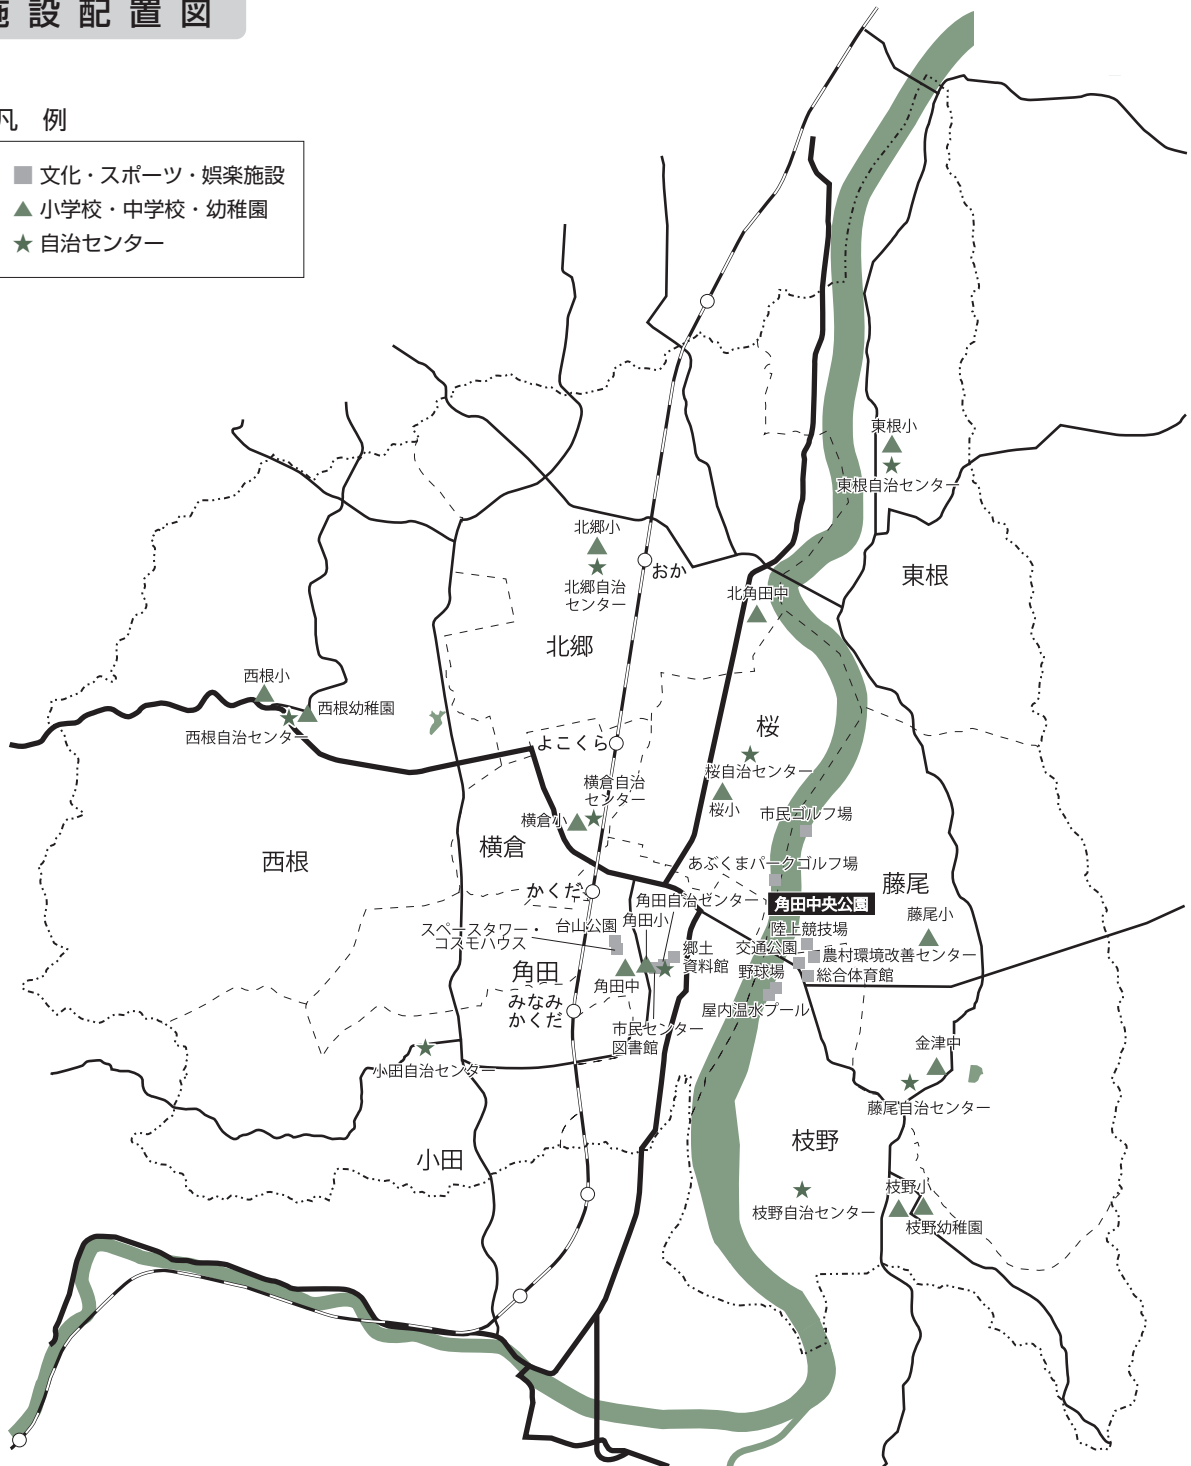 施設配置図
凡例
文化・スポーツ・娯楽施設
小学校・中学校・幼稚園
自治センター
東根小
東根自治センター
北郷小
おか
北郷自治
センター
東根
北角田中
北郷
西根小
西根幼稚園
西根自治センター
桜
よこくら
桜自治センター
横倉自治
センター
桜小
横倉小
市民ゴルフ場
横倉
西根
あぶくまパークゴルフ場
藤尾
かくだ
角田自治センター
角田中央公園
藤尾小
台山公園
角田小
スペースタワー・
コスモハウス
陸上競技場
交通公園
郷土
資料館
農村環境改善センター
野球場
総合体育館
角田
角田中
みなみ
かくだ
屋内温水プール
市民センター
図書館
金津中
小田自治センター
藤尾自治センター
枝野
小田
枝野小
枝野自治センター
枝野幼稚園